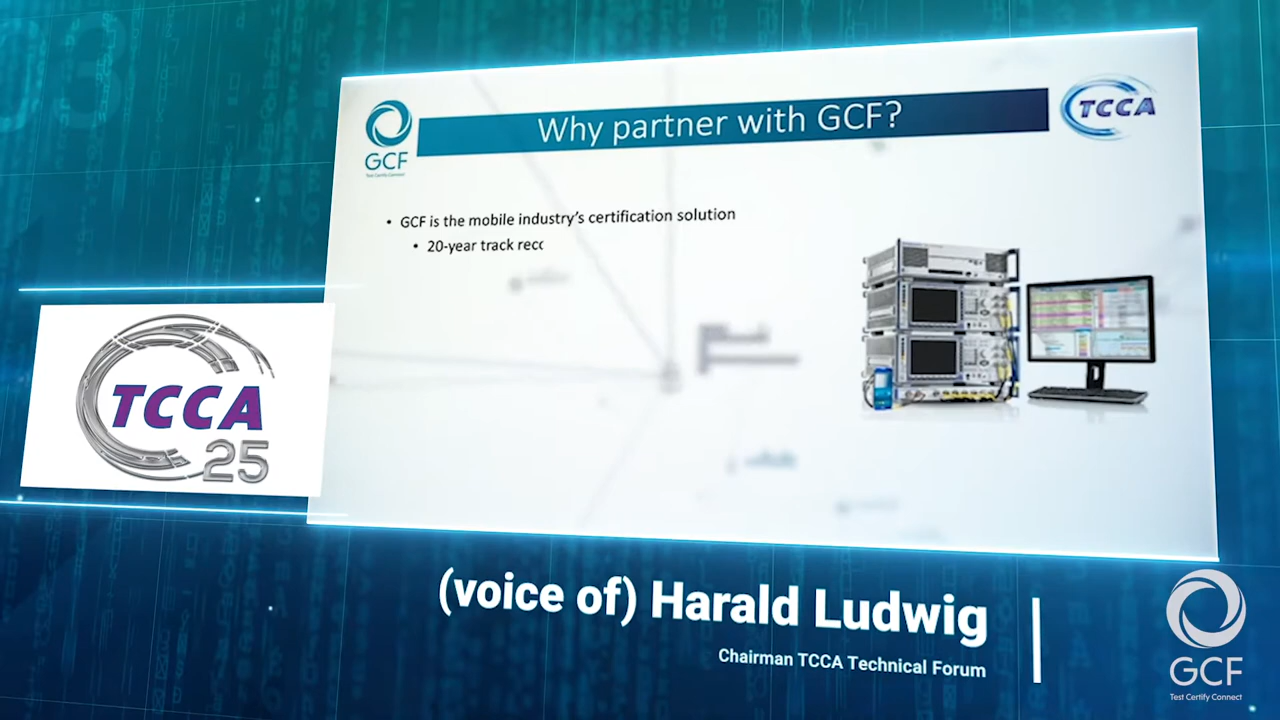 GCF
Test Certify Connect
Why partner with GCF?
TCCA
• GCF is the mobile industry's certification solution
• 20-year track recc
TCCA
25
(voice of) Harald Ludwig
Chairman TCCA Technical Forum
GCF
Test Certify Connect